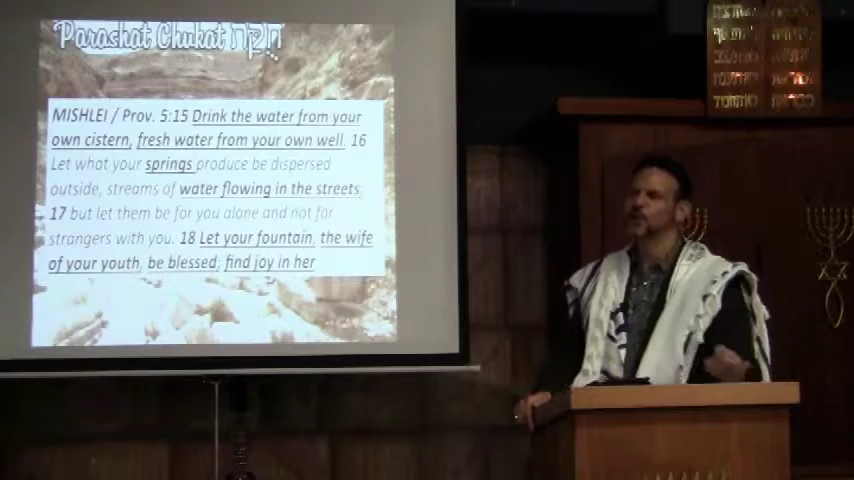 Parashat Chukat חֻקַּת
MISHLEI / Prov. 5:15 Drink the water from your
own cistern, fresh water from your own well. 16
Let what your springs produce be dispersed
outside, streams of water flowing in the streets;
17 but let them be for you alone and not for
strangers with you. 18 Let your fountain, the wife
of your youth, be blessed; find joy in her